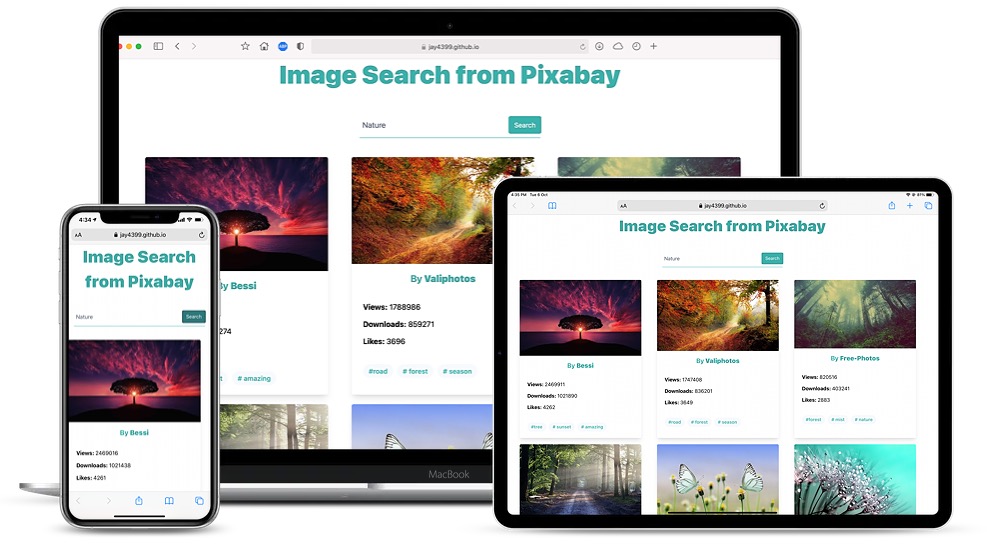 jay4399.github.io
Image Search from Pixabay
Nature
Search
By Bessi
274
# amazing
By Valiphotos
Views: 1788986
Downloads: 859271
Likes: 3696
#road # forest # season
MacBook
4:34
AA jay4399.github.io
Image Search
from Pixabay
Nature
Search
By Bessi
Views: 2469016
Downloads: 1021438
Likes: 4261
4:35 PM Tue 6 Oct
81%
AA jay4399.github.io
Image Search from Pixabay
Nature
Search
By Bessi
Views: 2469911
Downloads: 1021890
Likes: 4262
#tree # sunset # amazing
By Valiphotos
Views: 1747408
Downloads: 836201
Likes: 3649
#road # forest # season
By Free-Photos
Views: 820516
Downloads: 403241
Likes: 2883
#forest # mist # nature